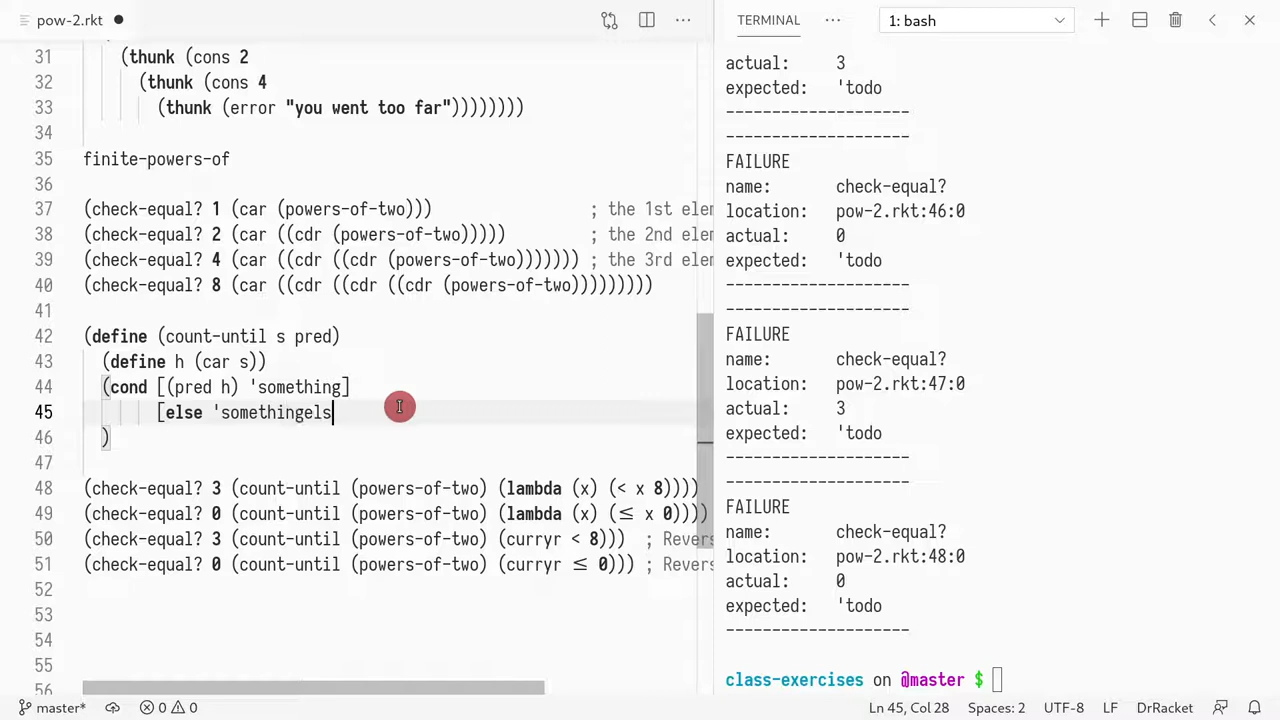 pow-2.rkt
TERMINAL
1: bash
31 (thunk (cons 2
32 (thunk (cons 4
33 (thunk (error "you went too far"))))))))
34
35 finite-powers-of
36
37 (check-equal? 1 (car (powers-of-two))) ; the 1st elem
38 (check-equal? 2 (car ((cdr (powers-of-two))))) ; the 2nd elem
39 (check-equal? 4 (car ((cdr ((cdr (powers-of-two))))))) ; the 3rd elem
40 (check-equal? 8 (car ((cdr ((cdr ((cdr (powers-of-two)))))))))
41
42 (define (count-until s pred)
43 (define h (car s))
44 (cond [(pred h) 'something]
45 [else 'somethingels
46 )
47
48 (check-equal? 3 (count-until (powers-of-two) (lambda (x) (< x 8))))
49 (check-equal? 0 (count-until (powers-of-two) (lambda (x) (≤ x 0))))
50 (check-equal? 3 (count-until (powers-of-two) (curryr < 8))) ; Revers
51 (check-equal? 0 (count-until (powers-of-two) (curryr ≤ 0))) ; Revers
52
53
54
55
56
actual: 3
expected: 'todo
--------------------
--------------------
FAILURE
name: check-equal?
location: pow-2.rkt:46:0
actual: 0
expected: 'todo
--------------------
--------------------
FAILURE
name: check-equal?
location: pow-2.rkt:47:0
actual: 3
expected: 'todo
--------------------
--------------------
FAILURE
name: check-equal?
location: pow-2.rkt:48:0
actual: 0
expected: 'todo
--------------------
class-exercises on @master $
master* 0 0 Ln 45, Col 28 Spaces: 2 UTF-8 LF DrRacket